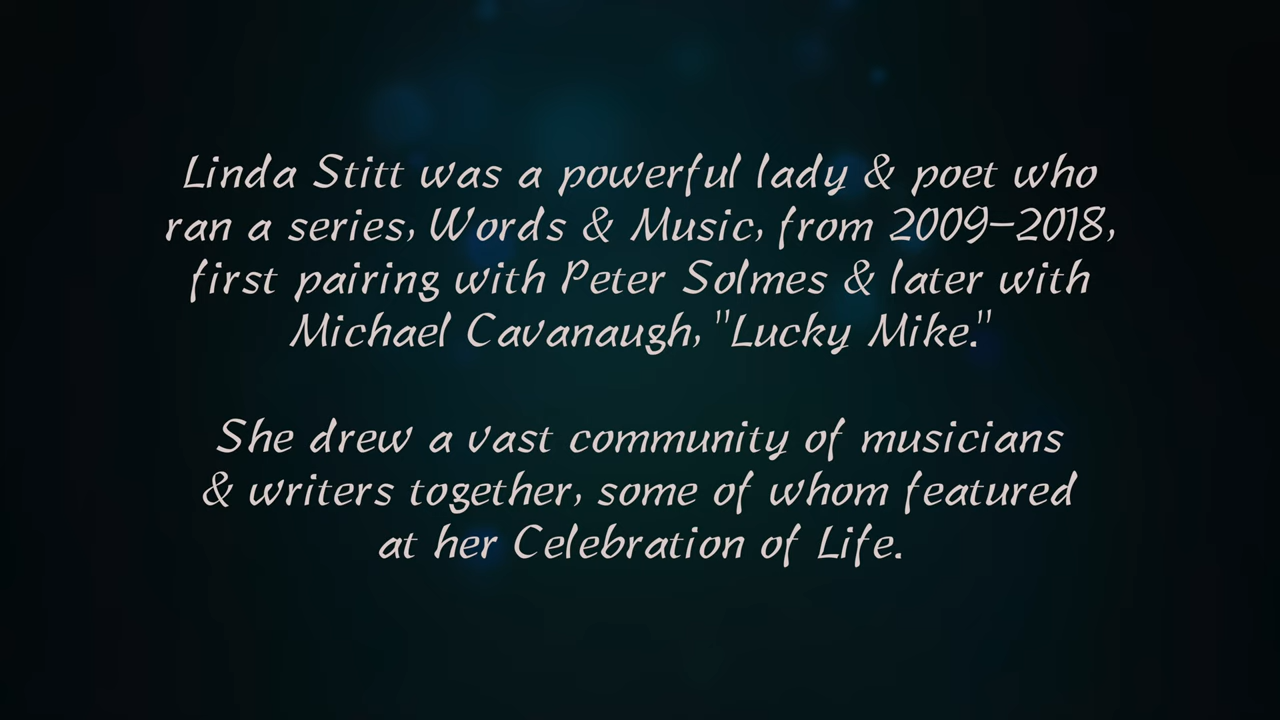 Linda Stitt was a powerful lady & poet who
ran a series, Words & Music, from 2009–2018,
first pairing with Peter Solmes & later with
Michael Cavanaugh, "Lucky Mike."
She drew a vast community of musicians
& writers together, some of whom featured
at her Celebration of Life.